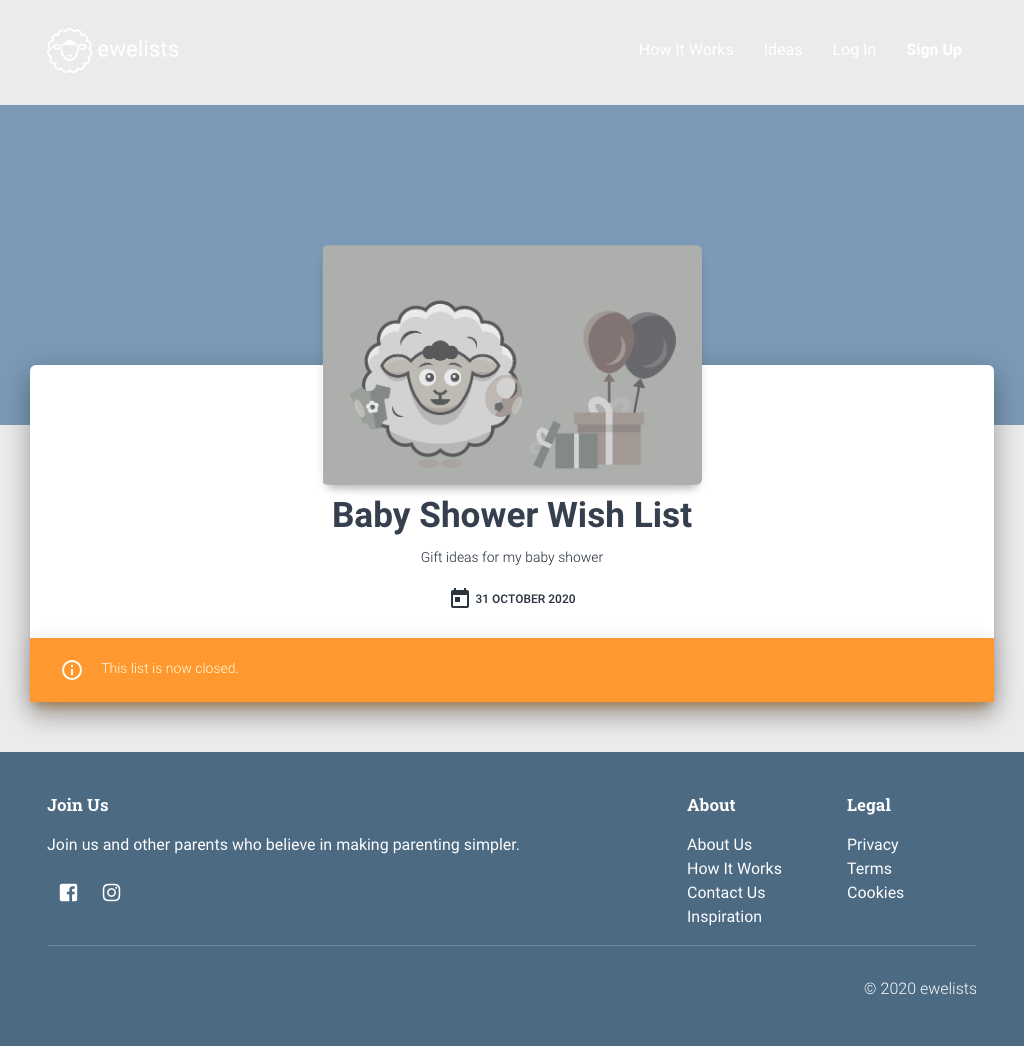 ewelists
How It Works Ideas Log In Sign Up
Baby Shower Wish List
Gift ideas for my baby shower
31 OCTOBER 2020
This list is now closed.
Join Us
Join us and other parents who believe in making parenting simpler.
About
About Us
How It Works
Contact Us
Inspiration
Legal
Privacy
Terms
Cookies
© 2020 ewelists